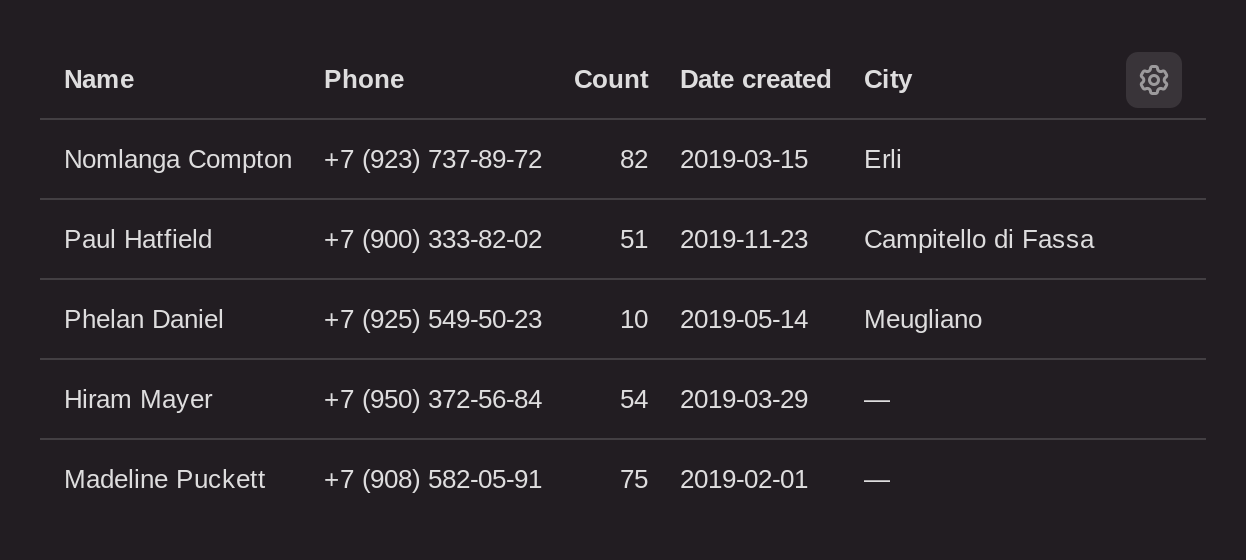 Name Phone Count Date created City
Nomlanga Compton +7 (923) 737-89-72 82 2019-03-15 Erli
Paul Hatfield +7 (900) 333-82-02 51 2019-11-23 Campitello di Fassa
Phelan Daniel +7 (925) 549-50-23 10 2019-05-14 Meugliano
Hiram Mayer +7 (950) 372-56-84 54 2019-03-29 —
Madeline Puckett +7 (908) 582-05-91 75 2019-02-01 —